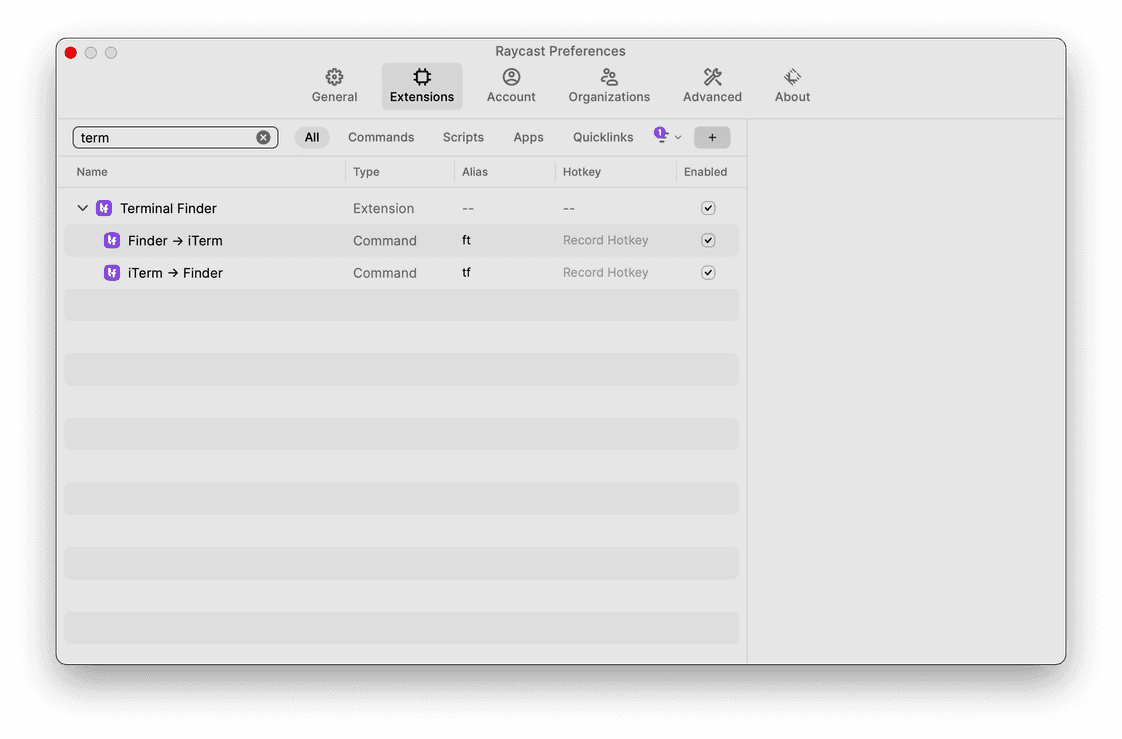 Raycast Preferences
General Extensions Account Organizations Advanced About
term All Commands Scripts Apps Quicklinks 1 +
Name Type Alias Hotkey Enabled
Terminal Finder Extension -- --
Finder → iTerm Command ft Record Hotkey
iTerm → Finder Command tf Record Hotkey